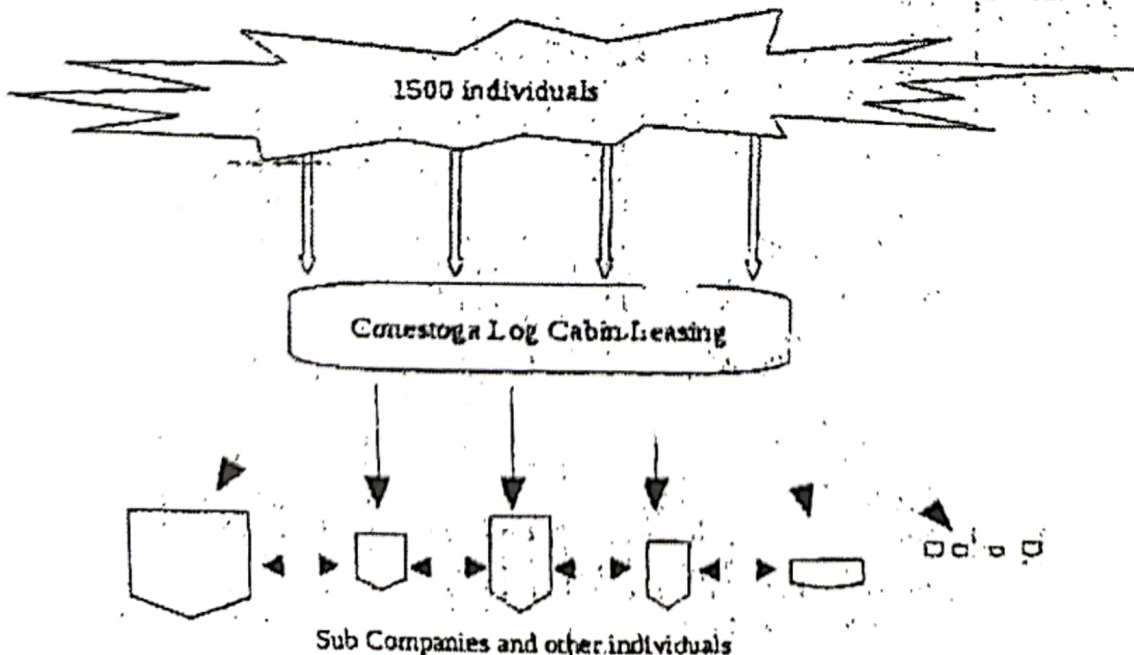 1500 individuals
Conestoga Log Cabin Leasing
Sub Companies and other individuals